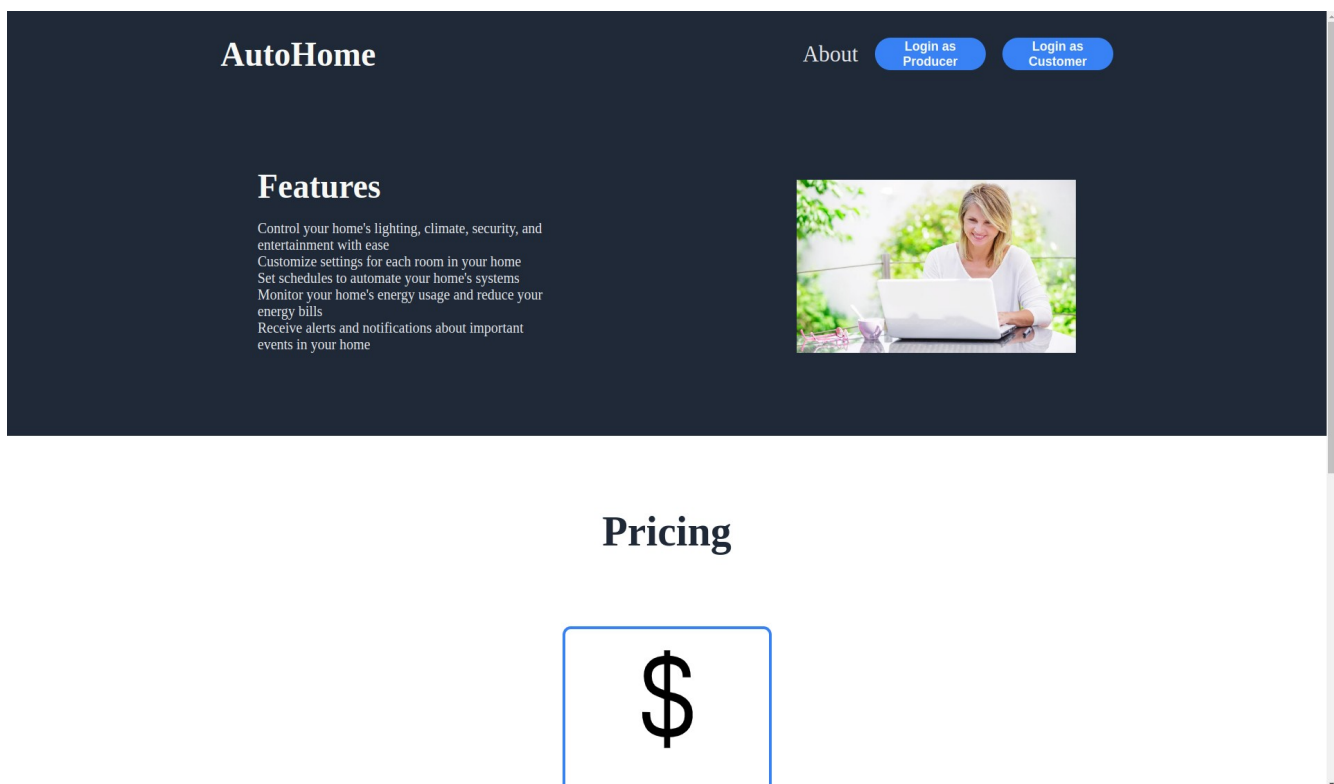 AutoHome
About
Login as
Producer
Login as
Customer
Features
Control your home's lighting, climate, security, and
entertainment with ease
Customize settings for each room in your home
Set schedules to automate your home's systems
Monitor your home's energy usage and reduce your
energy bills
Receive alerts and notifications about important
events in your home
Pricing
$